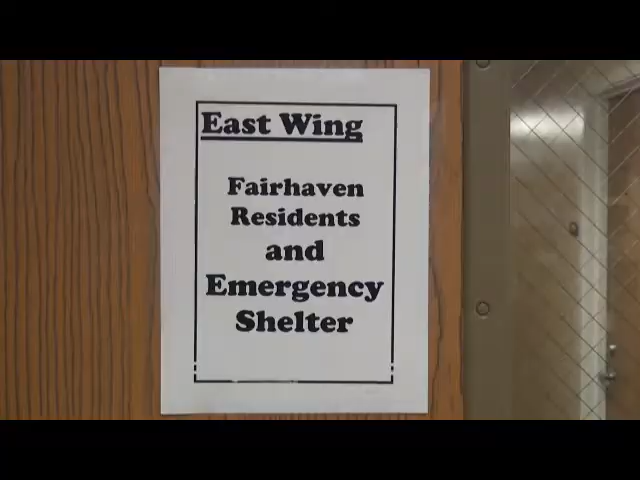 East Wing
Fairhaven
Residents
and
Emergency
Shelter